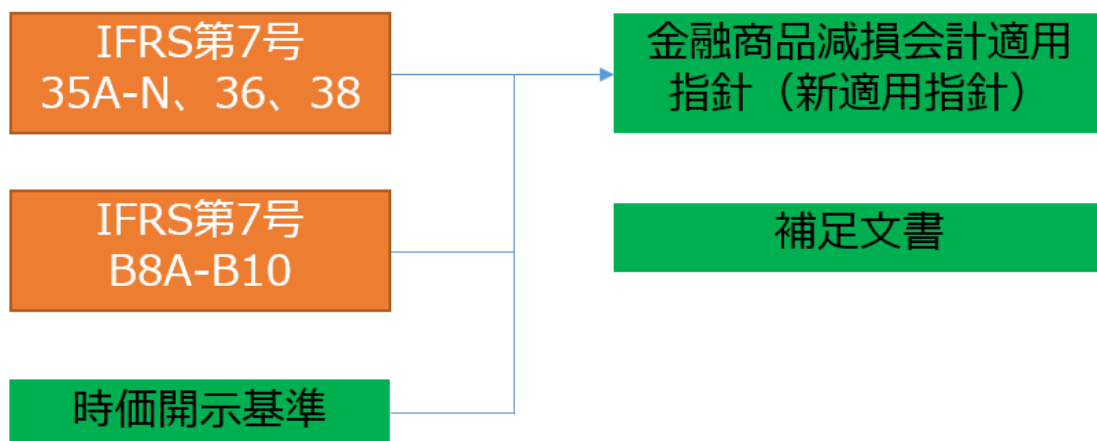 IFRS第7号
35A-N、36、38
金融商品減損会計適用
指針（新適用指針）
IFRS第7号
B8A-B10
補足文書
時価開示基準